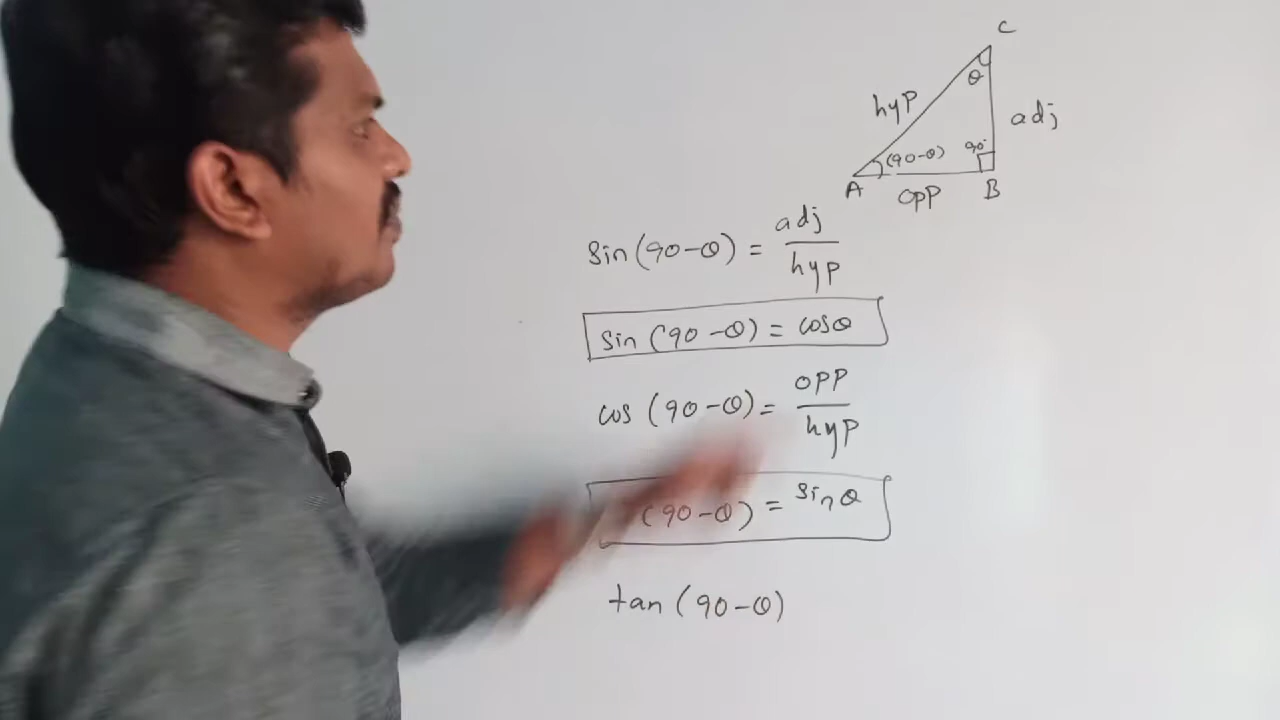 C
θ
hyp
adj
(90-θ) 90°
A
B
opp
sin(90-θ) = adj/hyp
sin(90-θ) = cosθ
cos(90-θ) = opp/hyp
(90-θ) = sinθ
tan(90-θ)